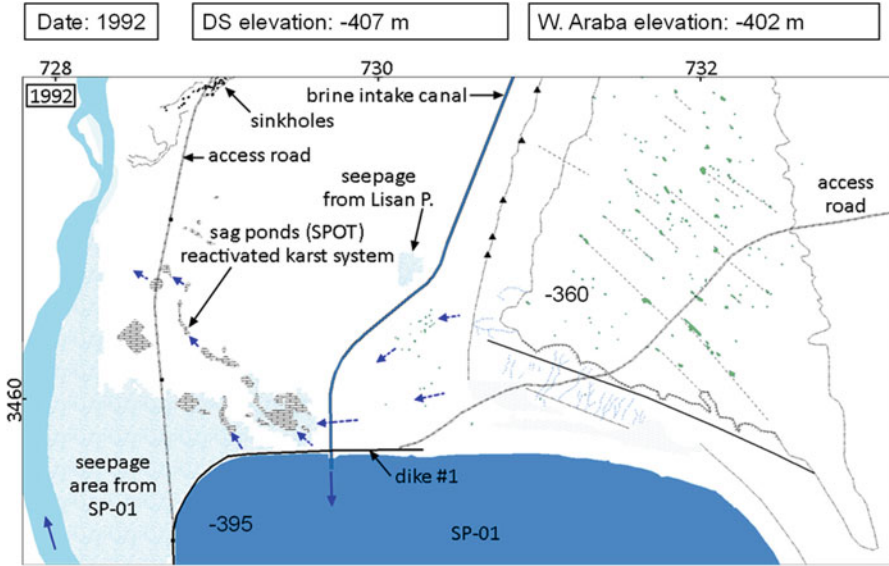 Date: 1992
DS elevation: -407 m
W. Araba elevation: -402 m
728
730
732
1992
sinkholes
brine intake canal
access road
seepage
from Lisan P.
access
road
sag ponds (SPOT)
reactivated karst system
-360
3460
seepage
area from
SP-01
dike #1
-395
SP-01